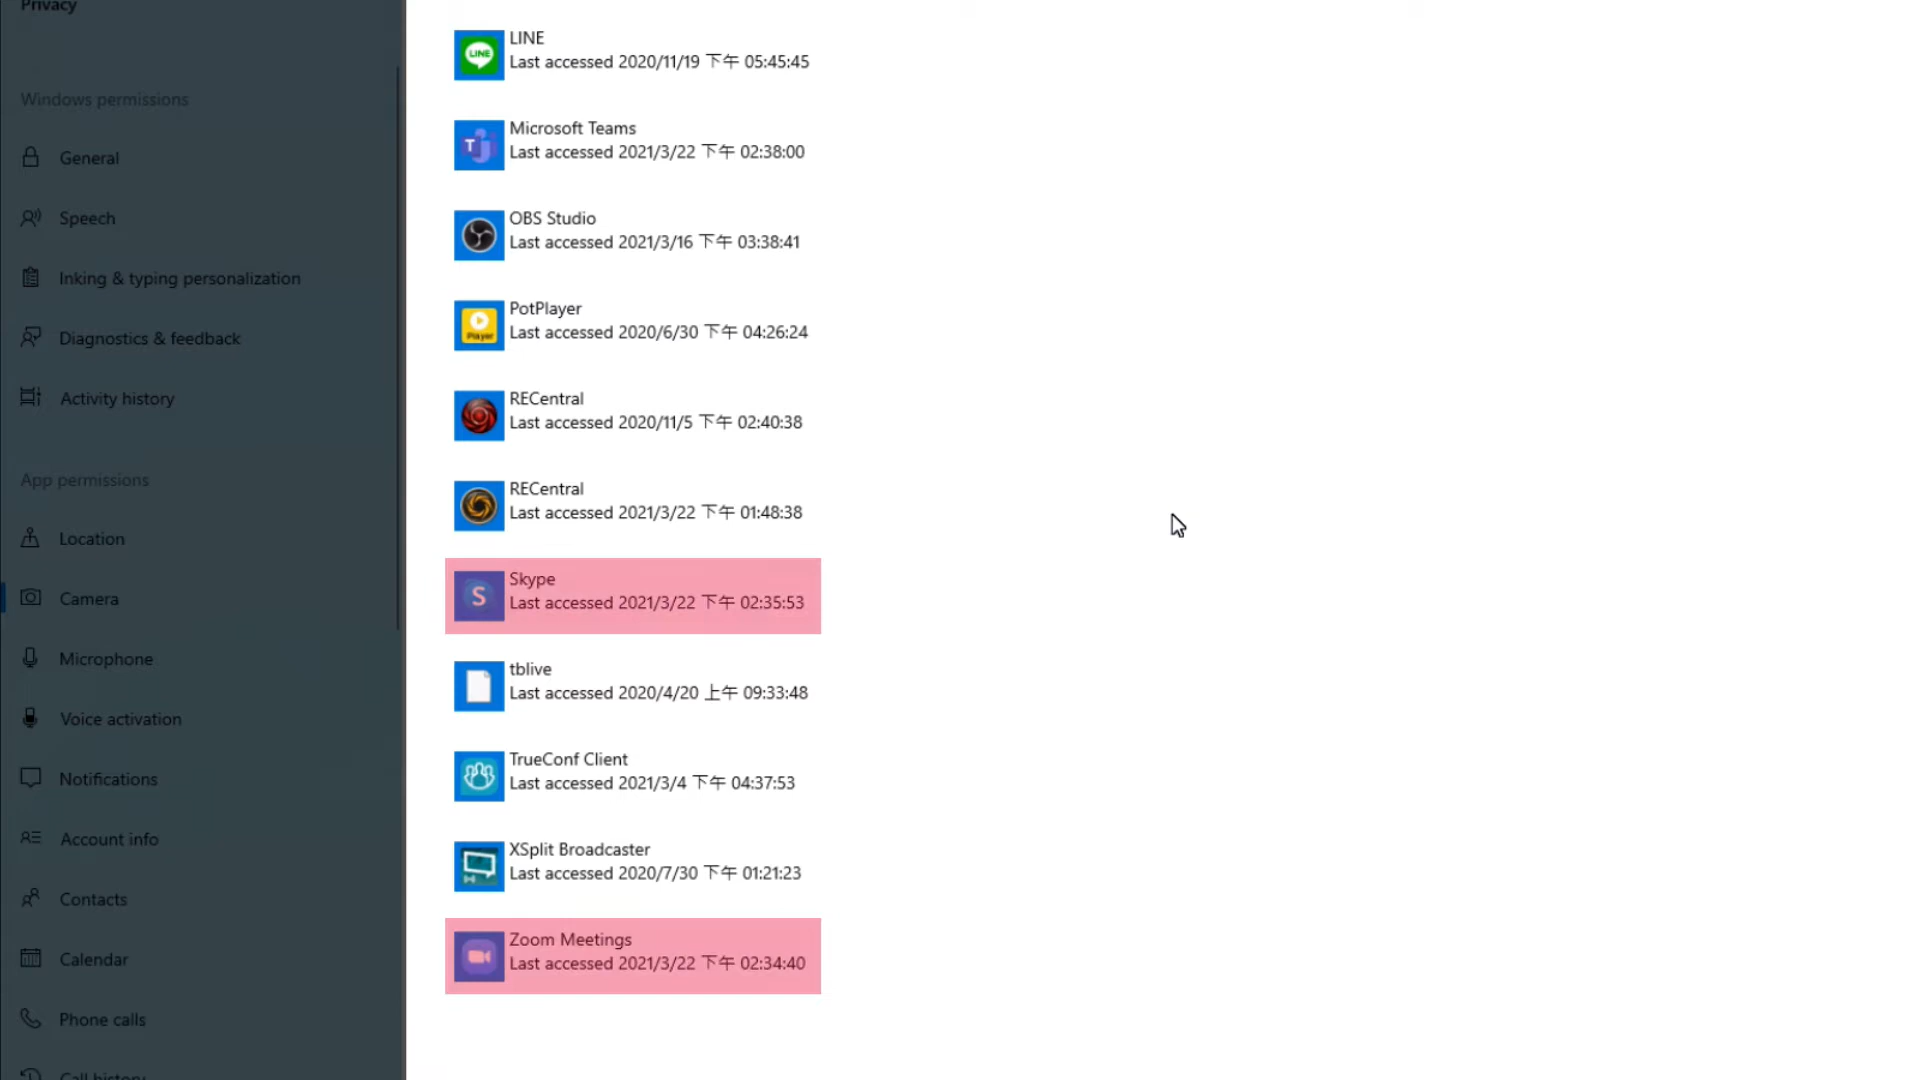 Privacy
Windows permissions
General
Speech
Inking & typing personalization
Diagnostics & feedback
Activity history
App permissions
Location
Camera
Microphone
Voice activation
Notifications
Account info
Contacts
Calendar
Phone calls
Call history
LINE
LINE
Last accessed 2020/11/19 下午 05:45:45
T
Microsoft Teams
Last accessed 2021/3/22 下午 02:38:00
OBS Studio
Last accessed 2021/3/16 下午 03:38:41
Player
PotPlayer
Last accessed 2020/6/30 下午 04:26:24
RECentral
Last accessed 2020/11/5 下午 02:40:38
RECentral
Last accessed 2021/3/22 下午 01:48:38
S
Skype
Last accessed 2021/3/22 下午 02:35:53
tblive
Last accessed 2020/4/20 上午 09:33:48
TrueConf Client
Last accessed 2021/3/4 下午 04:37:53
XSplit Broadcaster
Last accessed 2020/7/30 下午 01:21:23
Zoom Meetings
Last accessed 2021/3/22 下午 02:34:40